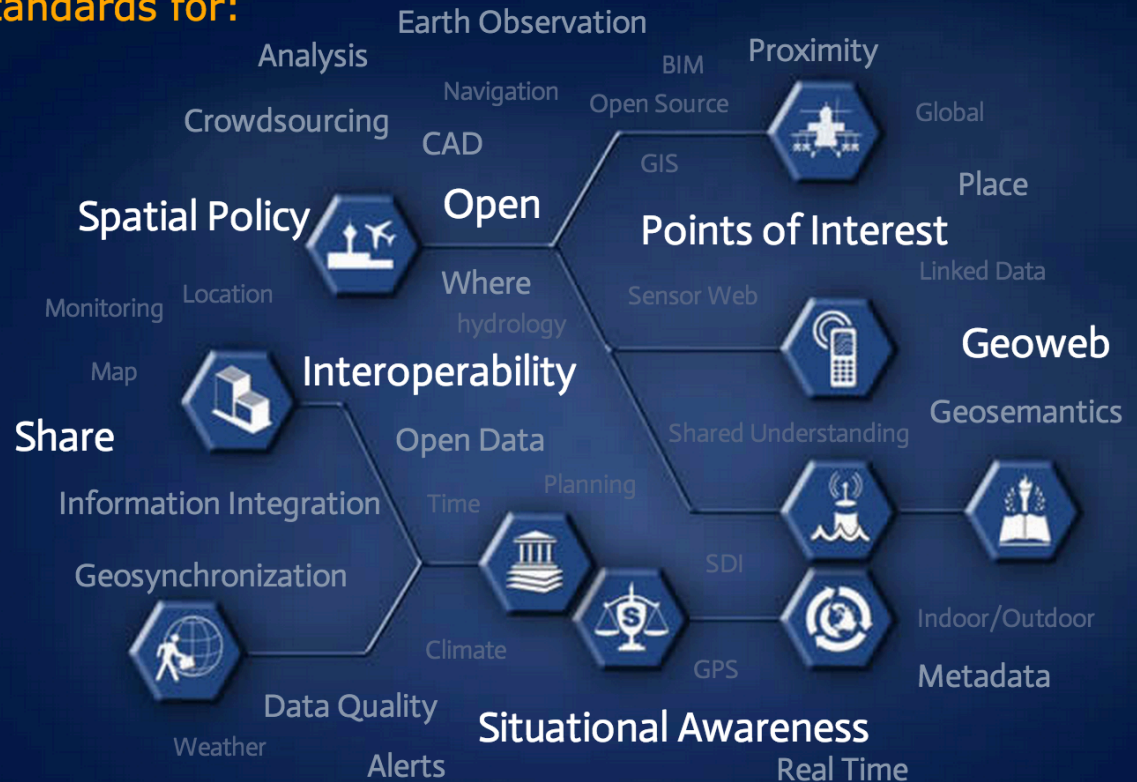 tandards for:
Earth Observation
Analysis
Proximity
BIM
Navigation
Open Source
Global
Crowdsourcing
CAD
GIS
Place
Open
Spatial Policy
Points of Interest
Where
Linked Data
Location
Sensor Web
Monitoring
hydrology
Geoweb
Map
Interoperability
Geosemantics
Share
Open Data
Shared Understanding
Planning
Information Integration
Time
SDI
Geosynchronization
S
Indoor/Outdoor
Climate
GPS
Metadata
Data Quality
Situational Awareness
Weather
Alerts
Real Time